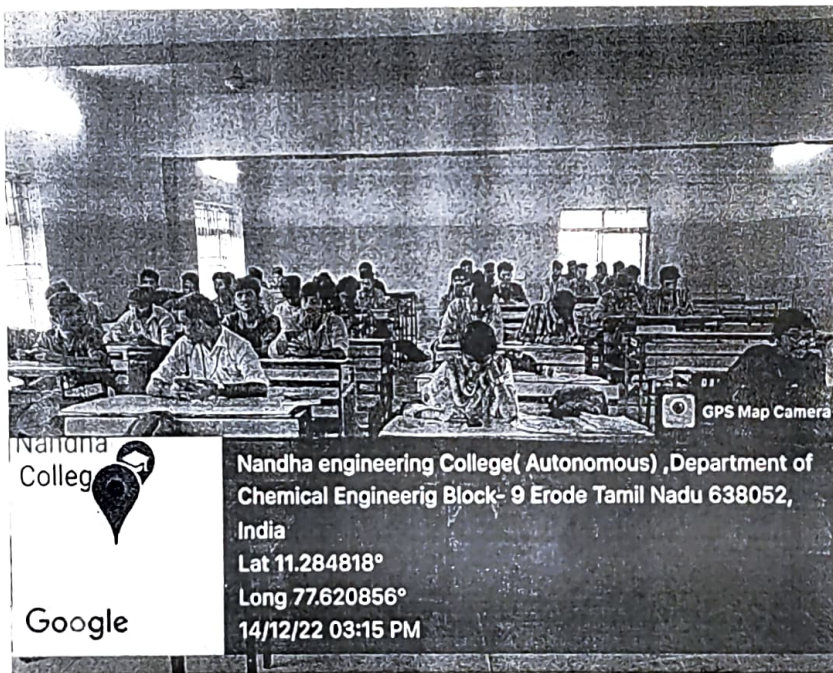 GPS Map Camera
Nandha
Colleg
Google
Nandha engineering College( Autonomous) ,Department of
Chemical Engineerig Block- 9 Erode Tamil Nadu 638052,
India
Lat 11.284818°
Long 77.620856°
14/12/22 03:15 PM